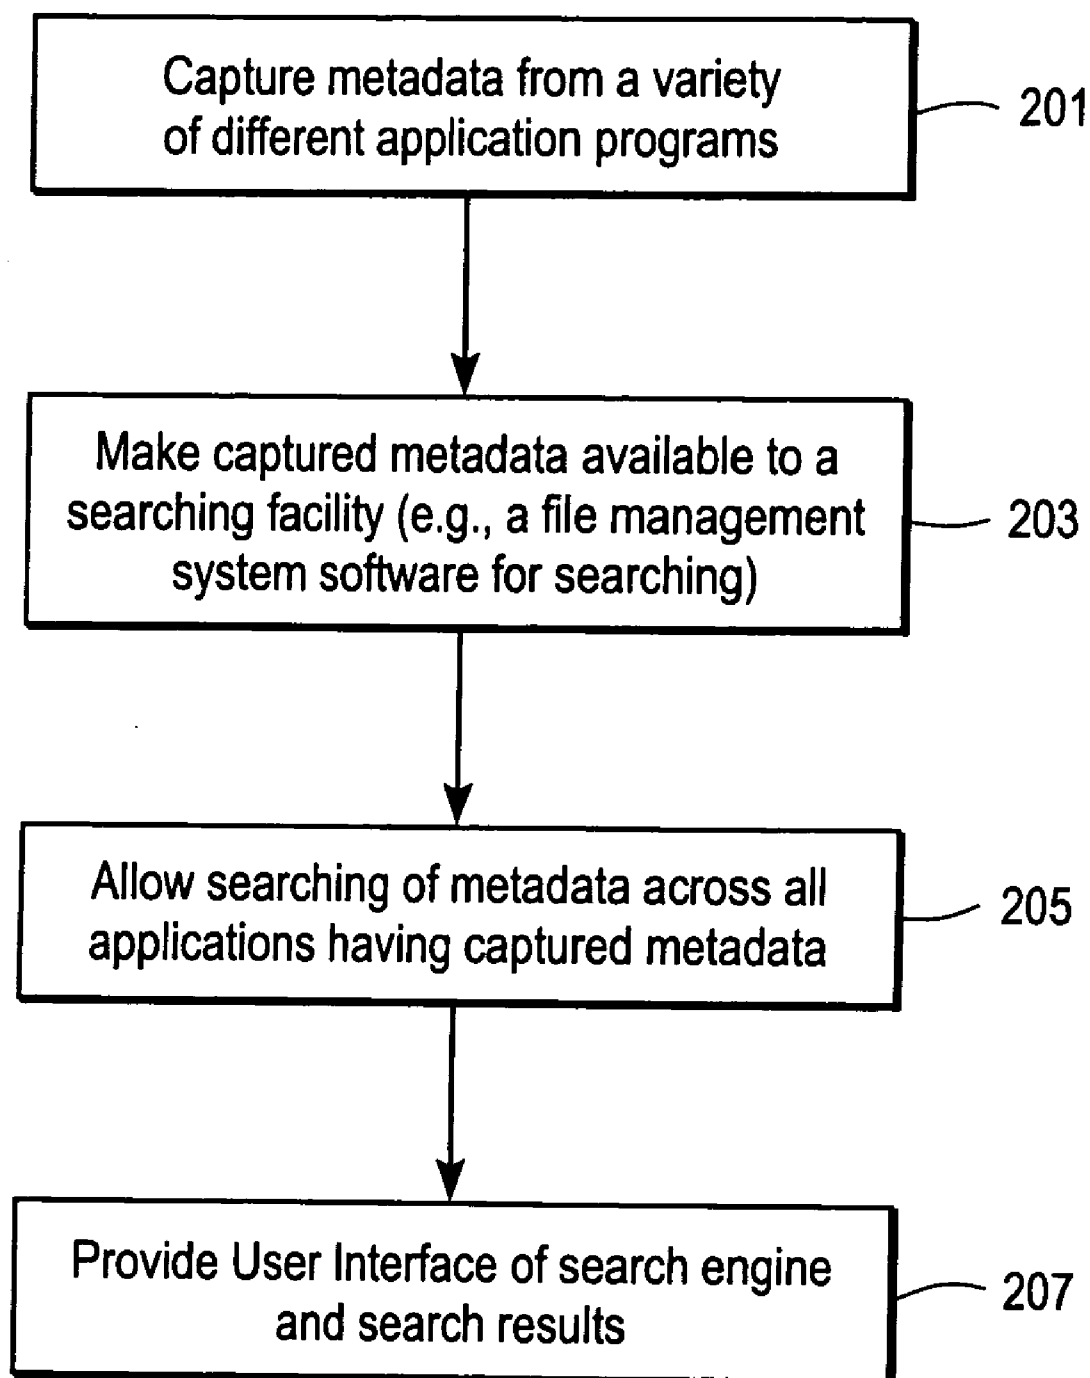 Capture metadata from a variety
of different application programs
201
Make captured metadata available to a
searching facility (e.g., a file management
system software for searching)
203
Allow searching of metadata across all
applications having captured metadata
205
Provide User Interface of search engine
and search results
207